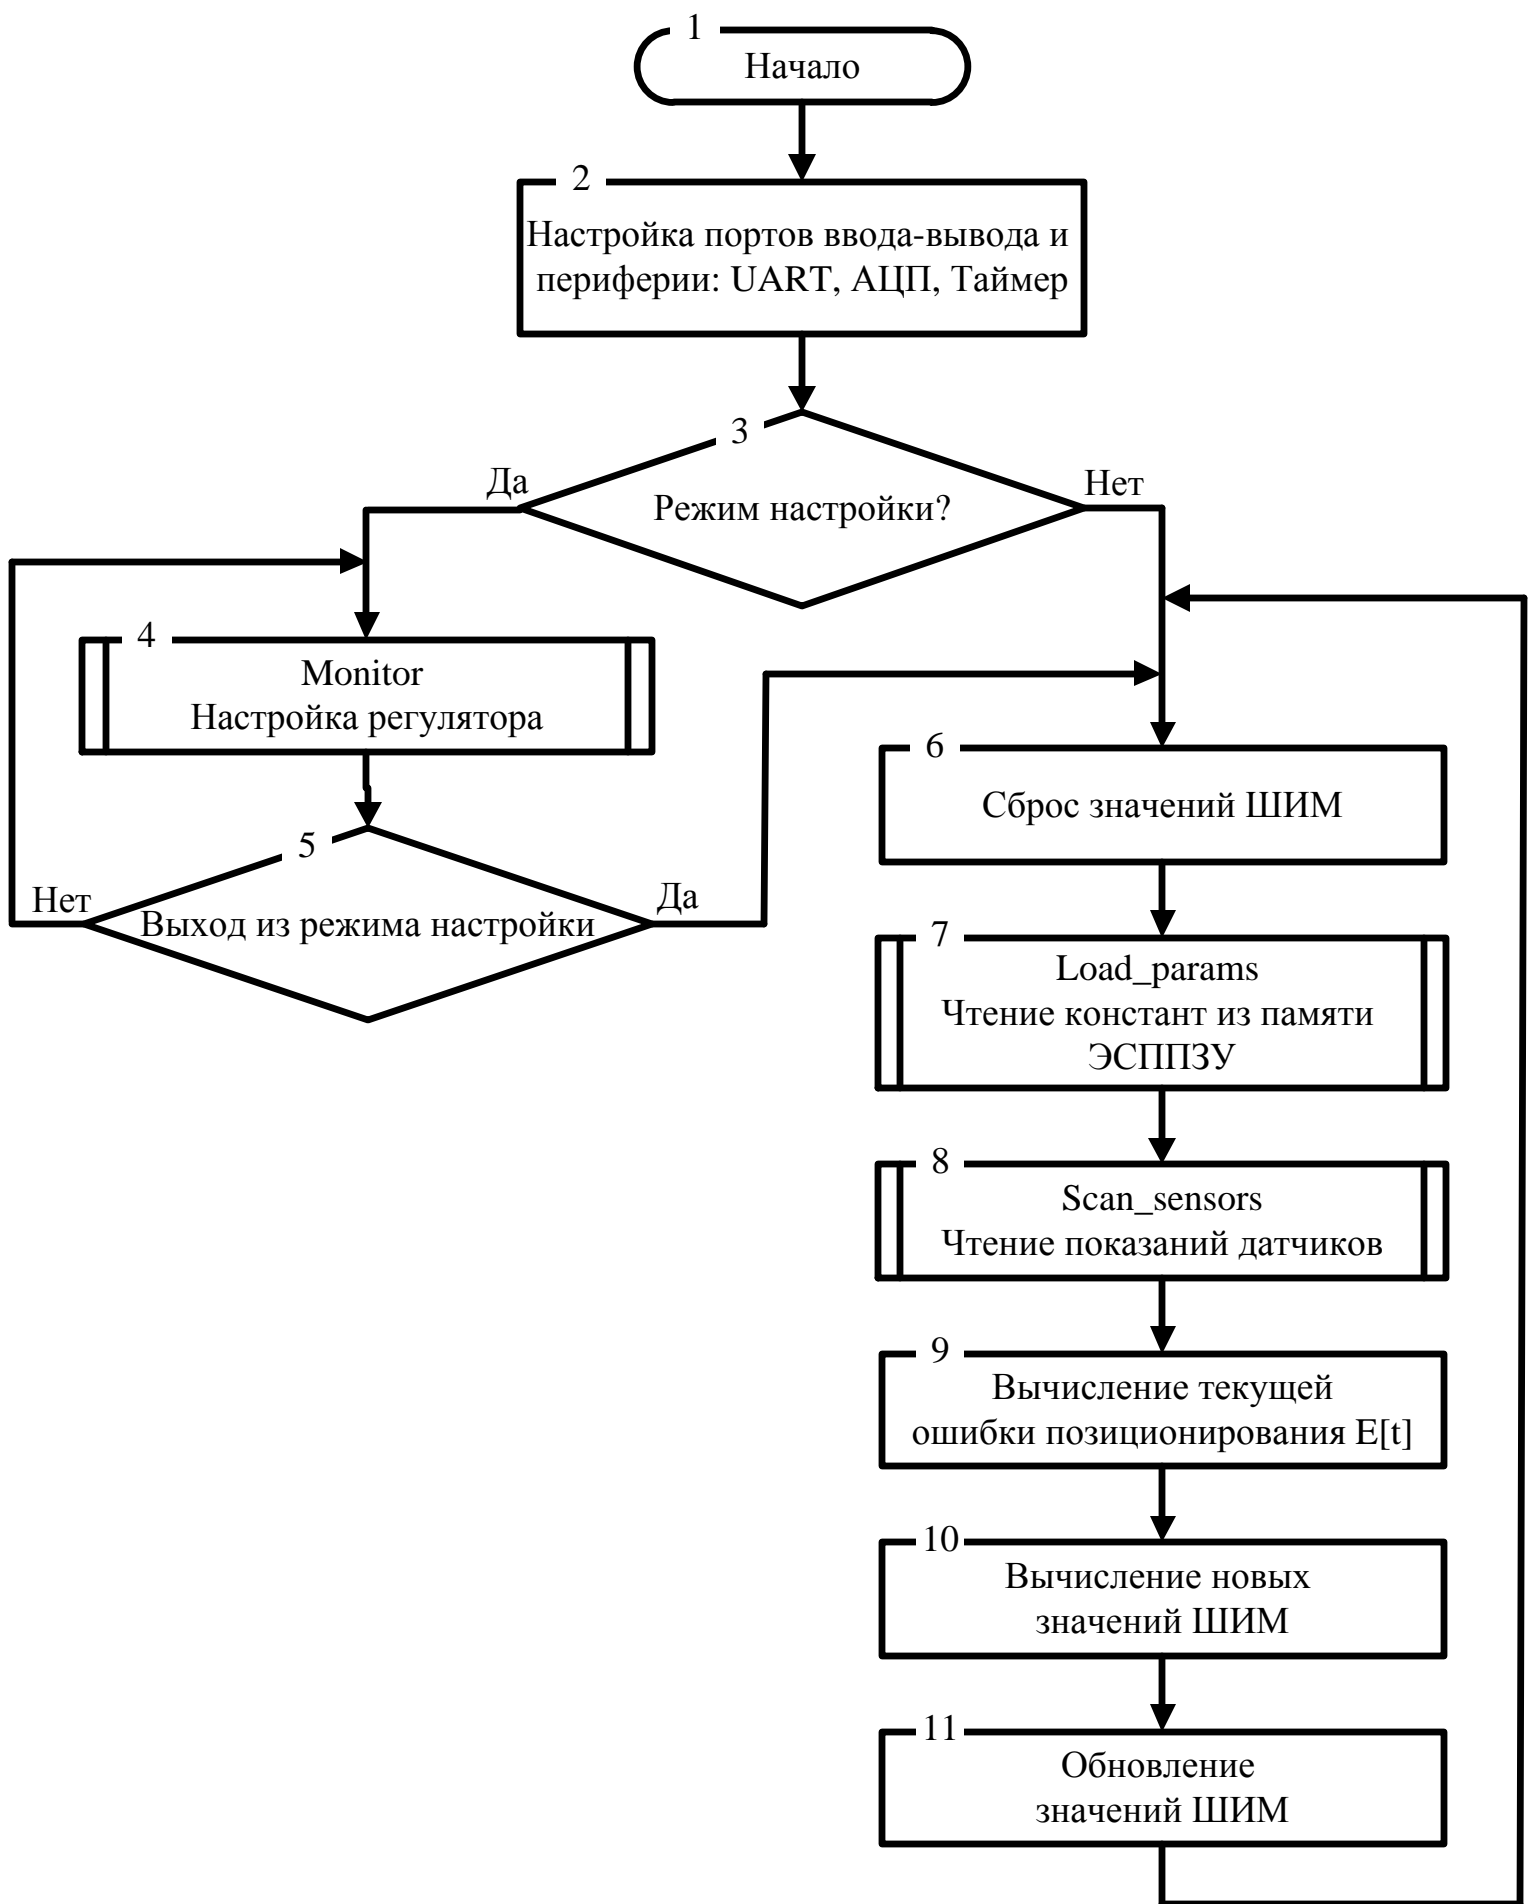 1
Начало
2
Настройка портов ввода-вывода и
периферии: UART, АЦП, Таймер
3
Да
Режим настройки?
Нет
4
Monitor
Настройка регулятора
5
Нет
Выход из режима настройки
Да
6
Сброс значений ШИМ
7
Load_params
Чтение констант из памяти
ЭСППЗУ
8
Scan_sensors
Чтение показаний датчиков
9
Вычисление текущей
ошибки позиционирования E[t]
10
Вычисление новых
значений ШИМ
11
Обновление
значений ШИМ